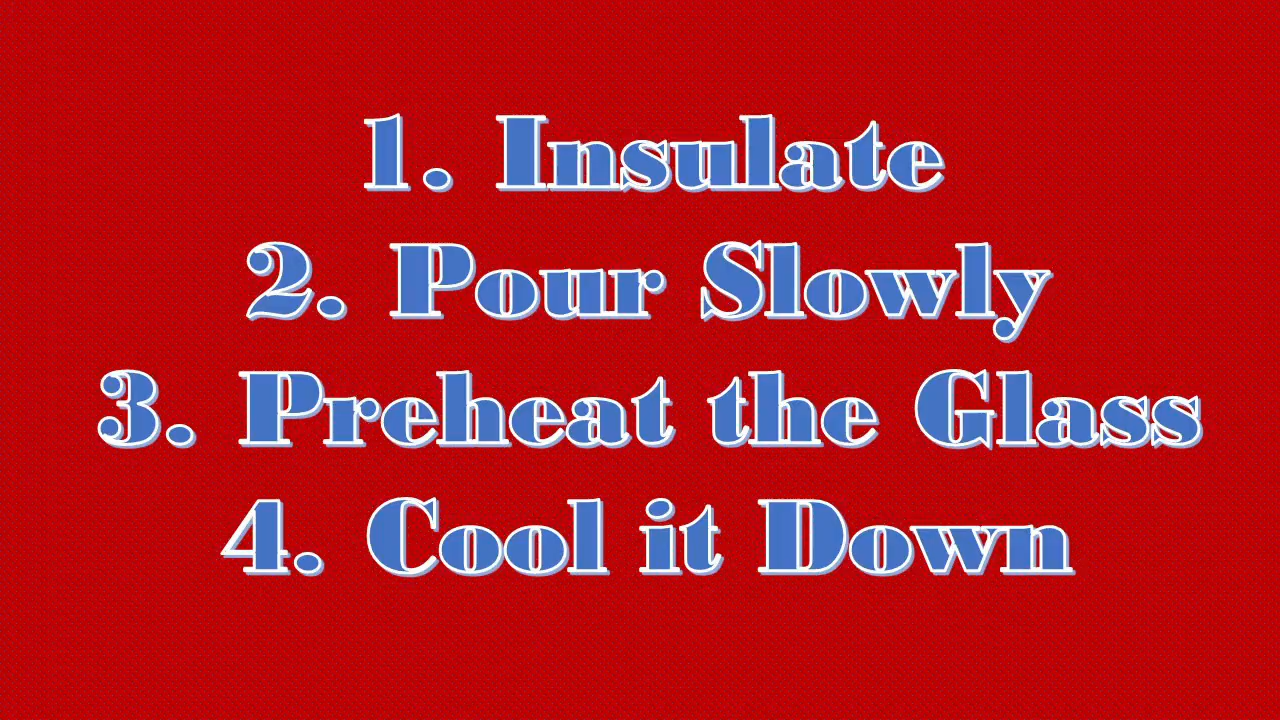 1. Insulate
2. Pour Slowly
3. Preheat the Glass
4. Cool it Down